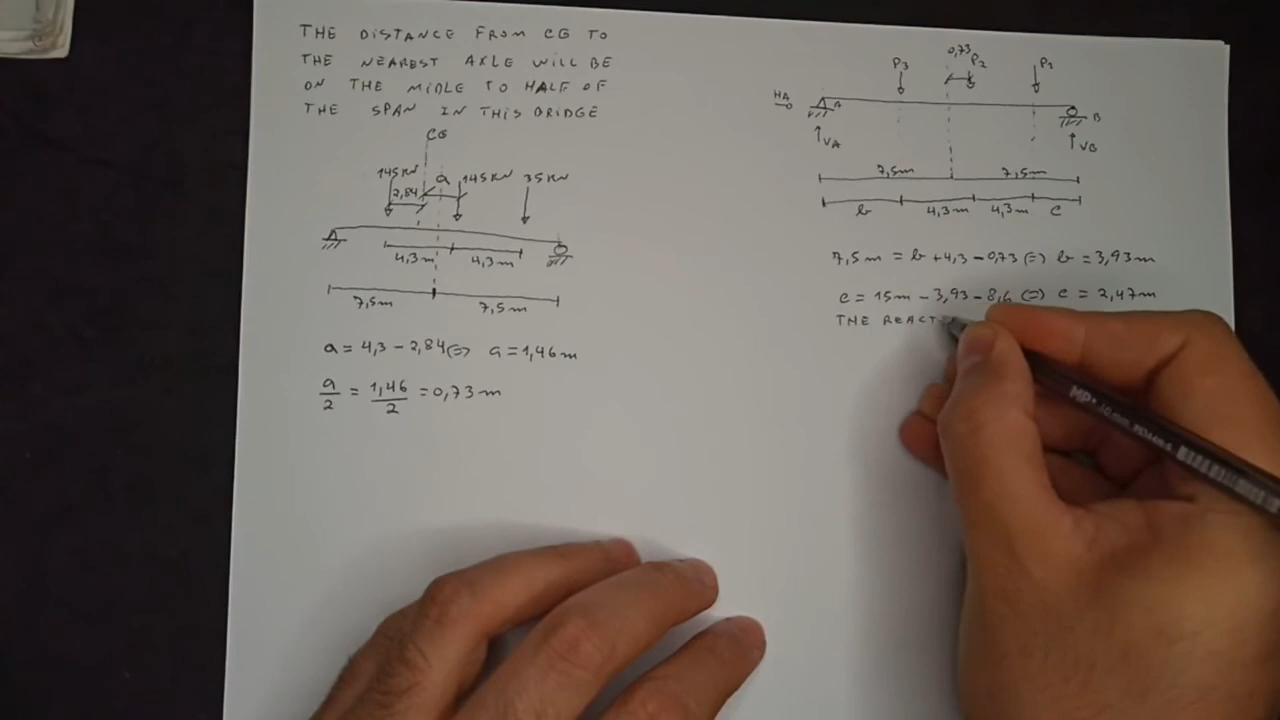 THE DISTANCE FROM CG TO
THE NEAREST AXLE WILL BE
ON THE MIDLE TO HALF OF
THE SPAN IN THIS BRIDGE
CG
145KN a 145KN 35KN
2,84
4,3m 4,3m
7,5m 7,5m
a = 4,3 - 2,84 (=) a = 1,46m
a/2 = 1,46/2 = 0,73m
0,73
P3 P2 P1
HA A B
VA VB
7,5m 7,5m
b 4,3m 4,3m c
7,5m = b + 4,3 - 0,73 (=) b = 3,93m
c = 15m - 3,93 - 8,6 (=) c = 2,47m
THE REACT